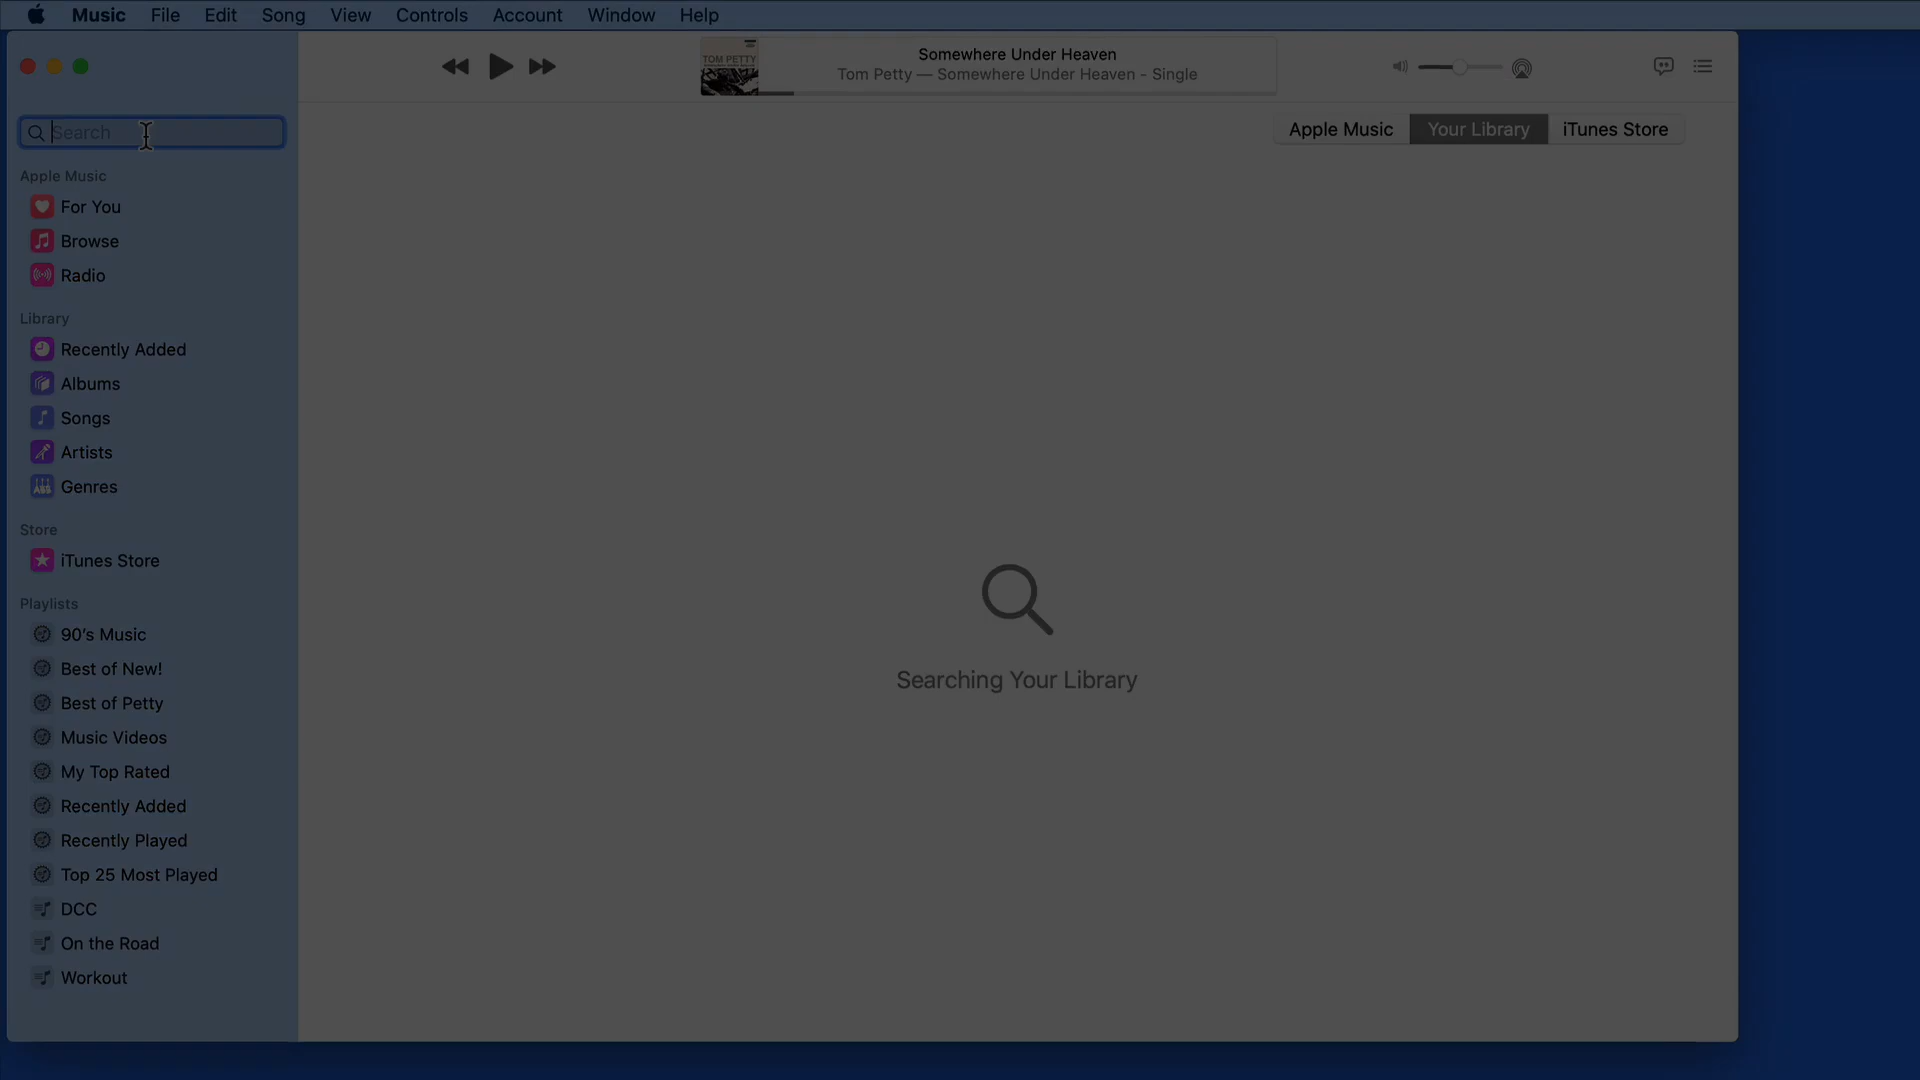 Music File Edit Song View Controls Account Window Help
Somewhere Under Heaven
TOM PETTY
Tom Petty — Somewhere Under Heaven - Single
Search
Apple Music Your Library iTunes Store
Apple Music
For You
Browse
Radio
Library
Recently Added
Albums
Songs
Artists
Genres
Store
iTunes Store
Searching Your Library
Playlists
90's Music
Best of New!
Best of Petty
Music Videos
My Top Rated
Recently Added
Recently Played
Top 25 Most Played
DCC
On the Road
Workout